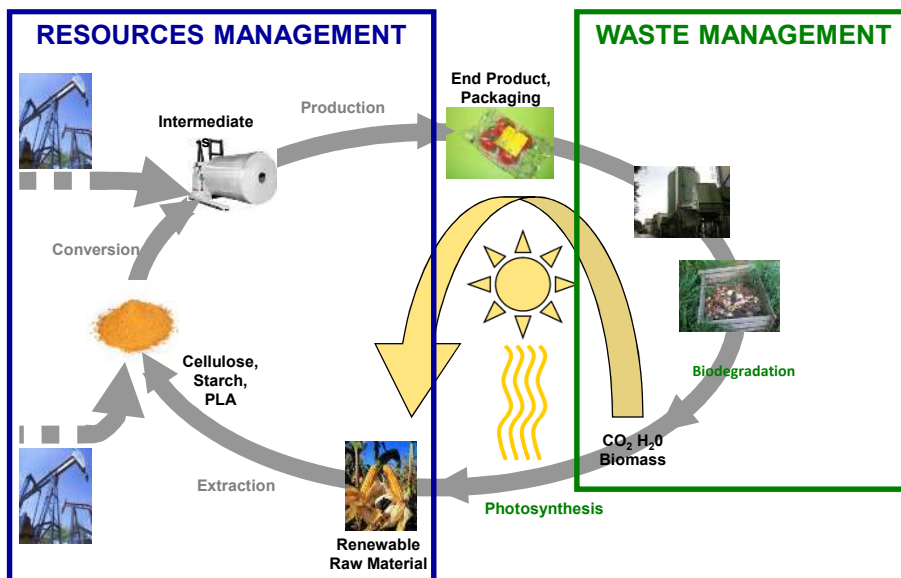 RESOURCES MANAGEMENT
WASTE MANAGEMENT
End Product,
Packaging
Production
Intermediate
s
Conversion
Cellulose,
Starch,
PLA
Biodegradation
CO₂ H₂0
Biomass
Extraction
Photosynthesis
Renewable
Raw Material